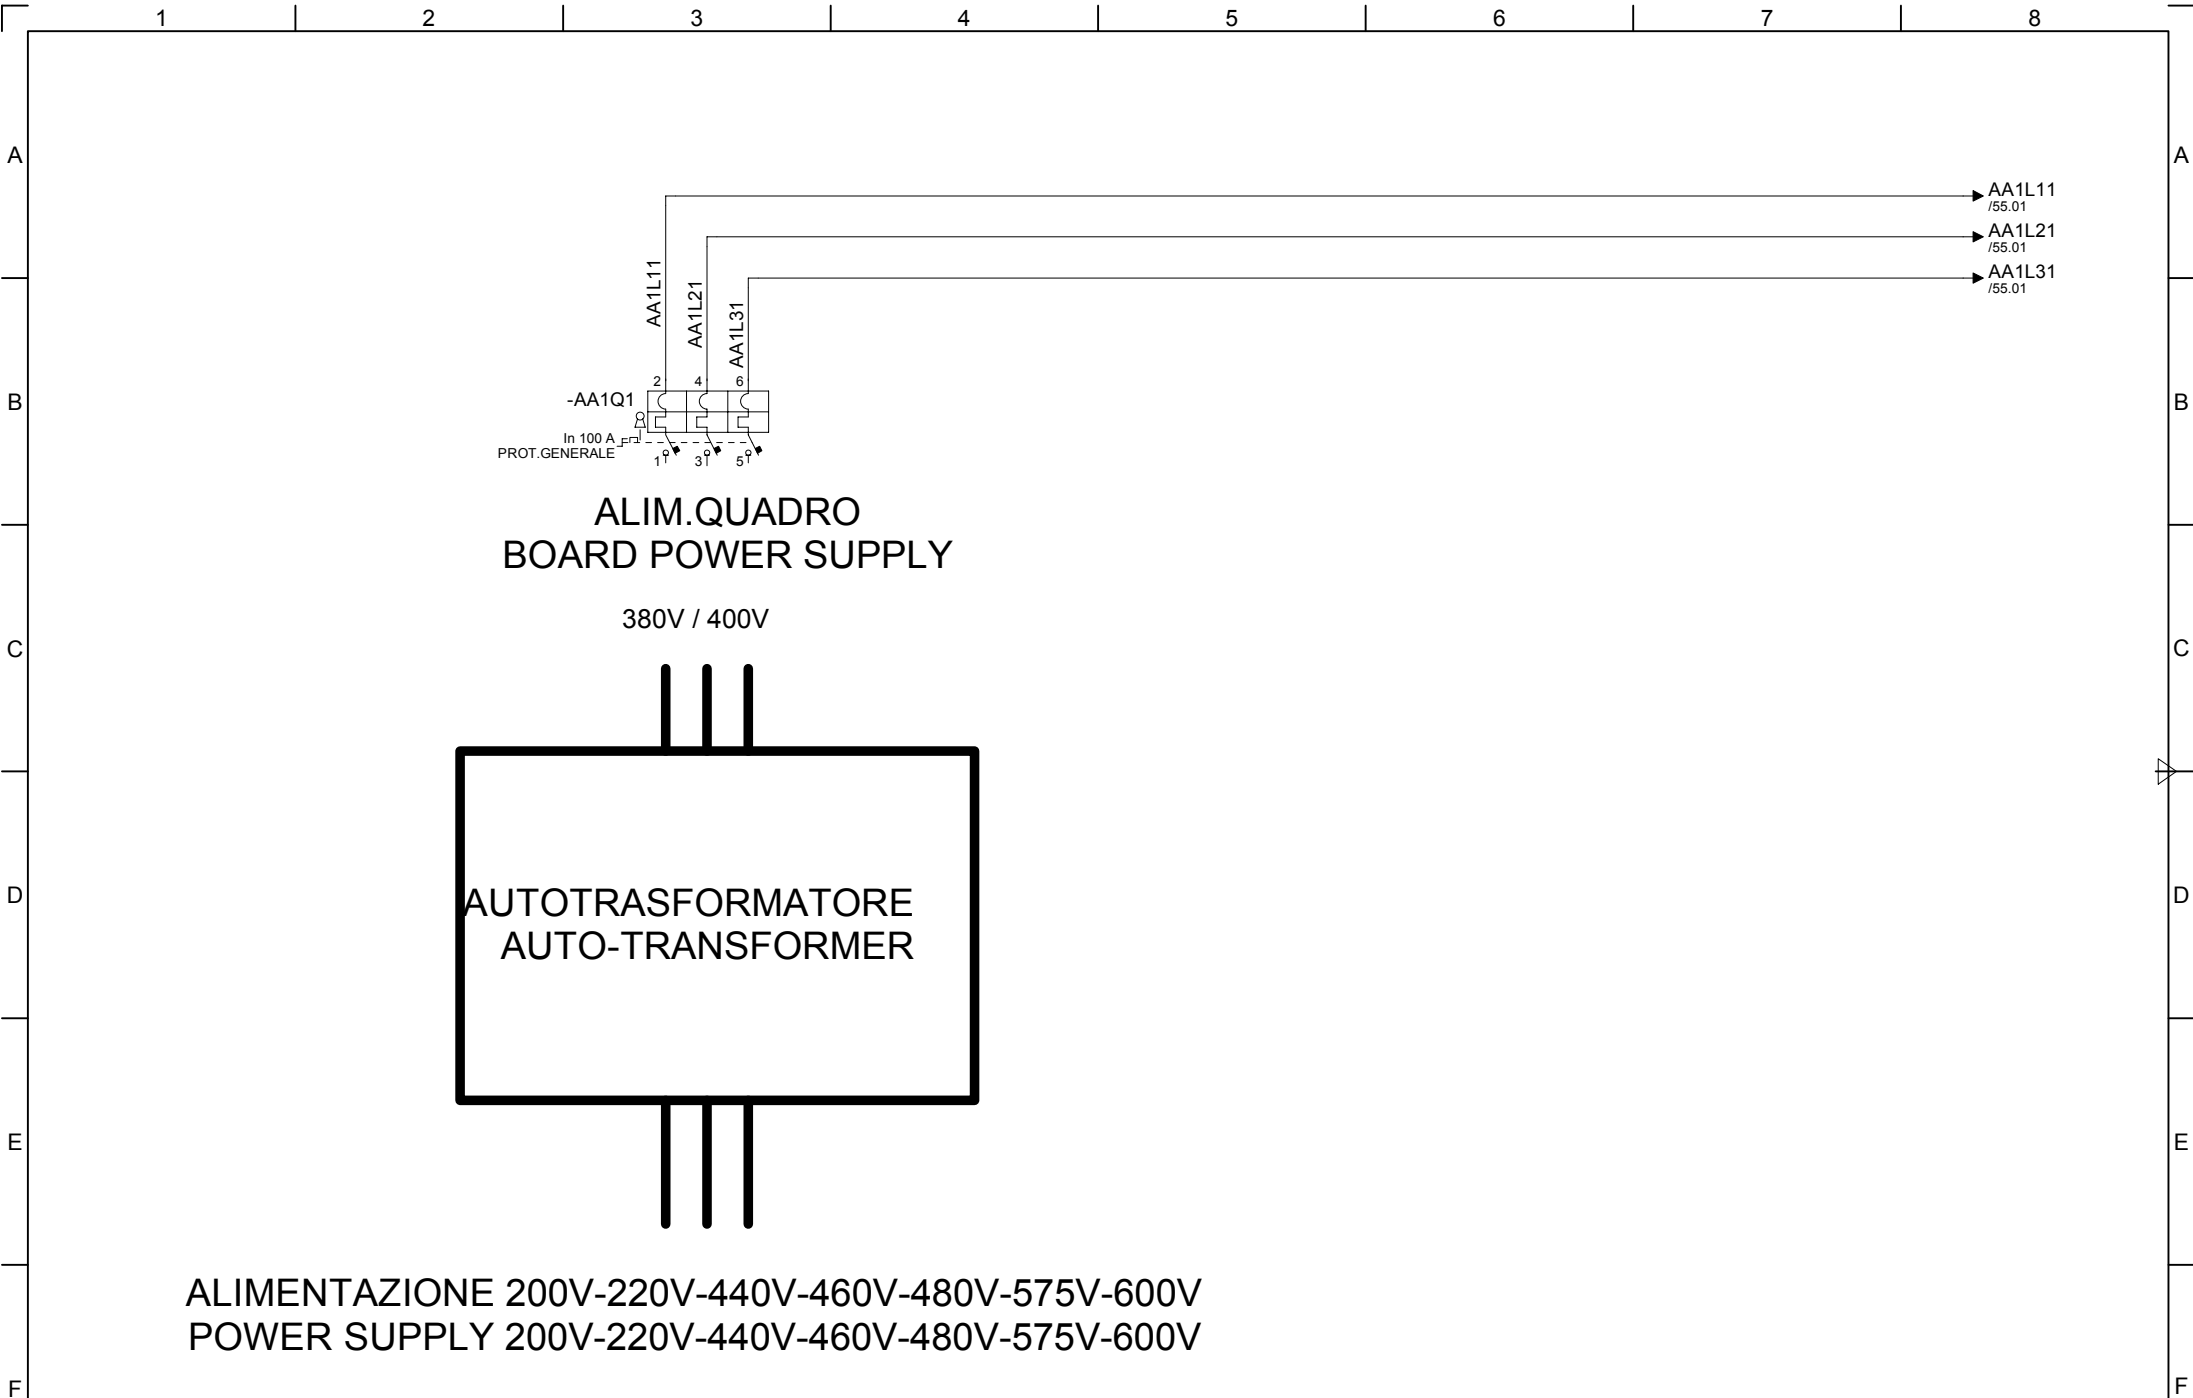 1 2 3 4 5 6 7 8
A A
AA1L11
/55.01
AA1L21
/55.01
AA1L31
/55.01
AA1L11
AA1L21
AA1L31
2 4 6
-AA1Q1
B B
In 100 A
PROT.GENERALE
1 3 5
ALIM.QUADRO
BOARD POWER SUPPLY
380V / 400V
C C
D D
AUTOTRASFORMATORE
AUTO-TRANSFORMER
E E
ALIMENTAZIONE 200V-220V-440V-460V-480V-575V-600V
POWER SUPPLY 200V-220V-440V-460V-480V-575V-600V
F F